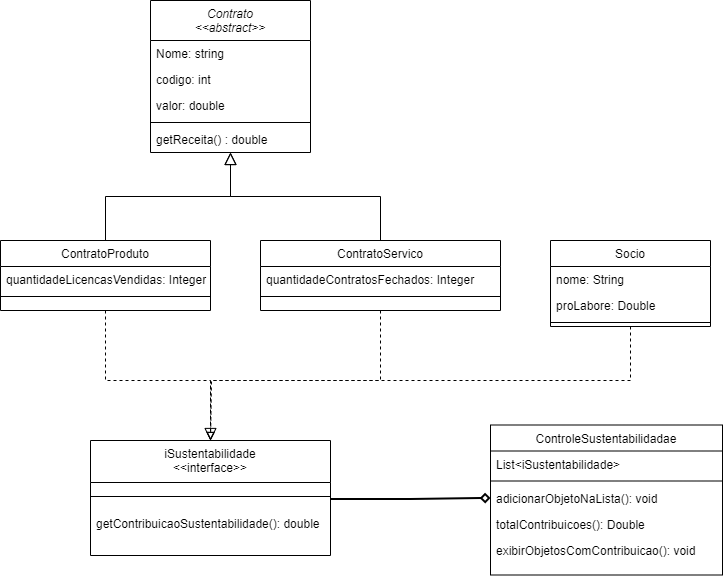 Contrato
<<abstract>>
Nome: string
codigo: int
valor: double
getReceita() : double
ContratoProduto
quantidadeLicencasVendidas: Integer
ContratoServico
quantidadeContratosFechados: Integer
Socio
nome: String
proLabore: Double
iSustentabilidade
<<interface>>
getContribuicaoSustentabilidade(): double
ControleSustentabilidadae
List<iSustentabilidade>
adicionarObjetoNaLista(): void
totalContribuicoes(): Double
exibirObjetosComContribuicao(): void